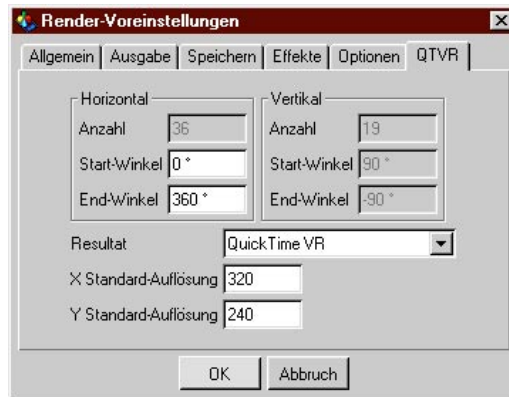 Render-Voreinstellungen
Allgemein Ausgabe Speichern Effekte Optionen QTVR
Horizontal
Anzahl 36
Start-Winkel 0 °
End-Winkel 360 °
Vertikal
Anzahl 19
Start-Winkel 90 °
End-Winkel -90 °
Resultat QuickTime VR
X Standard-Auflösung 320
Y Standard-Auflösung 240
OK Abbruch